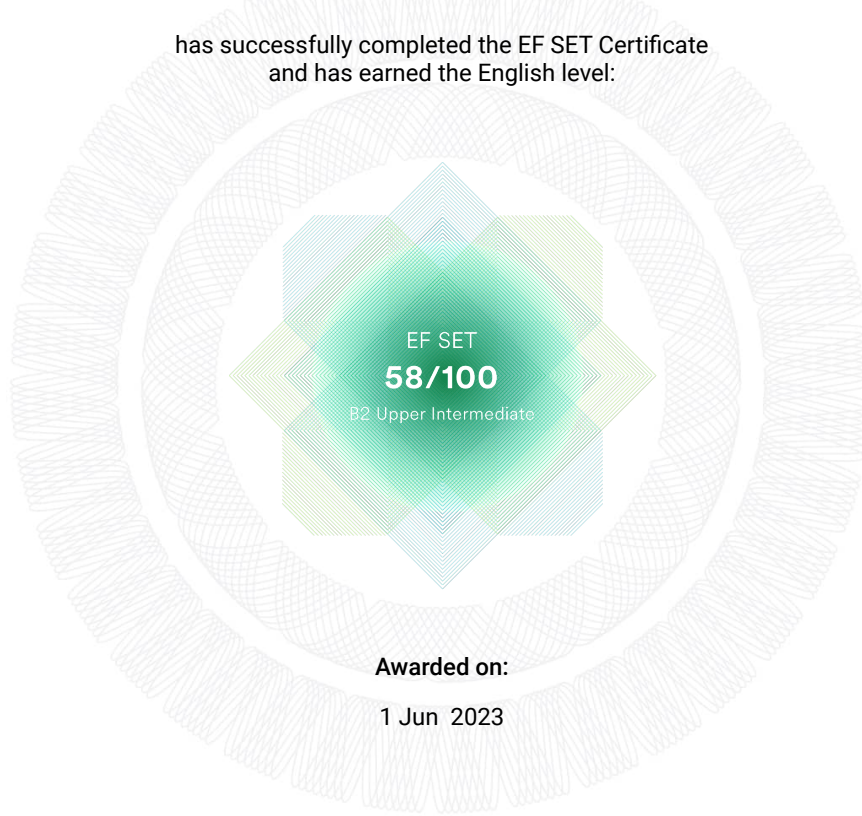 has successfully completed the EF SET Certificate
and has earned the English level:
EF SET
58/100
B2 Upper Intermediate
Awarded on:
1 Jun 2023